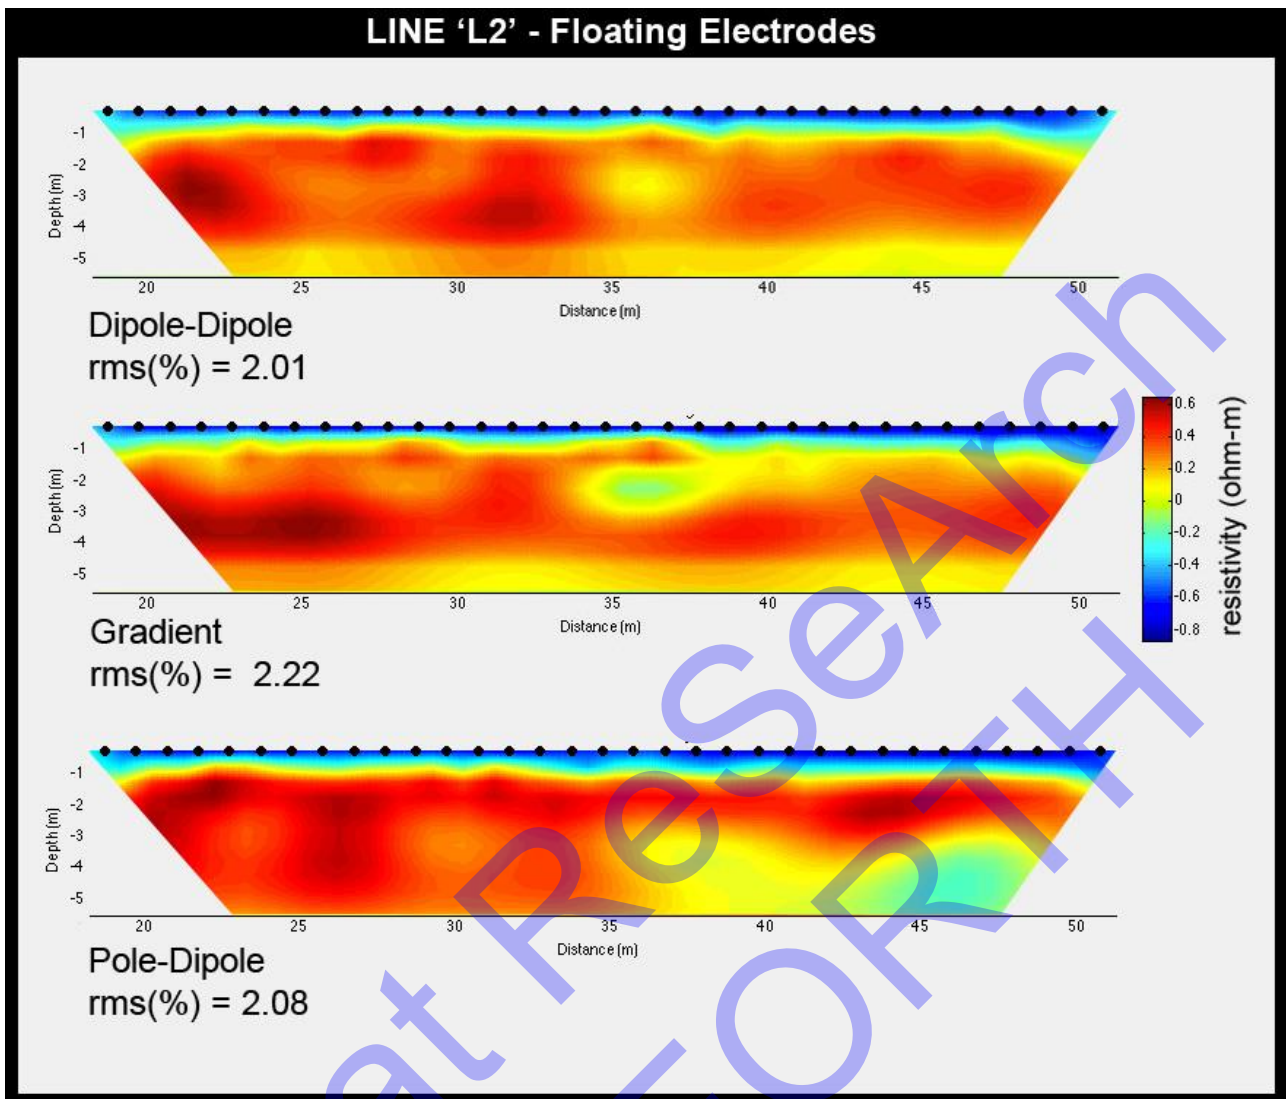 LINE ‘L2’ - Floating Electrodes
Depth(m)
-1
-2
-3
-4
-5
20 25 30 35 40 45 50
Distance(m)
Dipole-Dipole
rms(%) = 2.01
Depth(m)
-1
-2
-3
-4
-5
20 25 30 35 40 45 50
Distance(m)
Gradient
rms(%) = 2.22
0.6
0.4
0.2
0
-0.2
-0.4
-0.6
-0.8
resistivity (ohm-m)
Depth(m)
-1
-2
-3
-4
-5
20 25 30 35 40 45 50
Distance(m)
Pole-Dipole
rms(%) = 2.08
at ReSeArch
FORTH